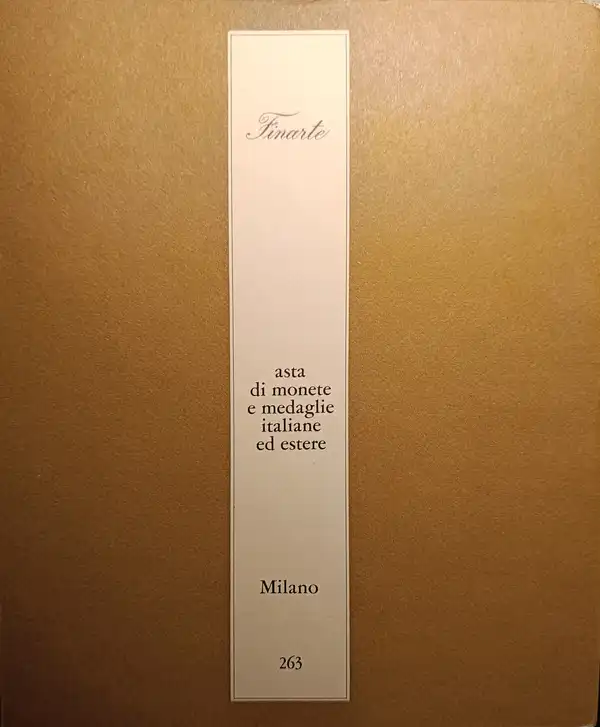 Finarte
asta
di monete
e medaglie
italiane
ed estere
Milano
263